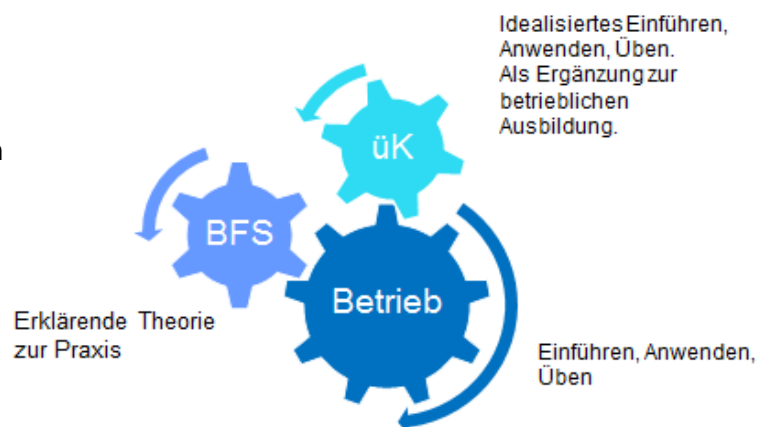 Idealisiertes Einführen,
Anwenden, Üben.
Als Ergänzung zur
betrieblichen
Ausbildung.
üK
BFS
Betrieb
Erklärende Theorie
zur Praxis
Einführen, Anwenden,
Üben